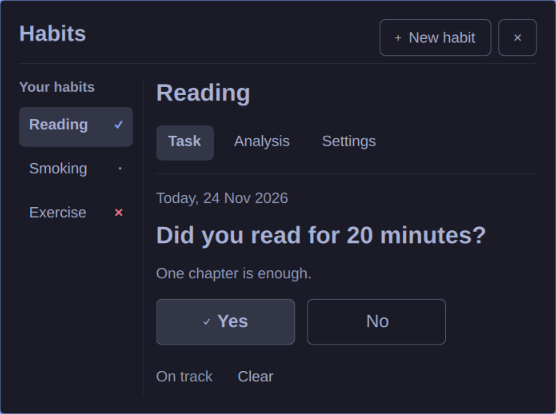 Habits
+ New habit
×
Your habits
Reading ✓
Smoking ·
Exercise ×
Reading
Task Analysis Settings
Today, 24 Nov 2026
Did you read for 20 minutes?
One chapter is enough.
✓ Yes No
On track Clear